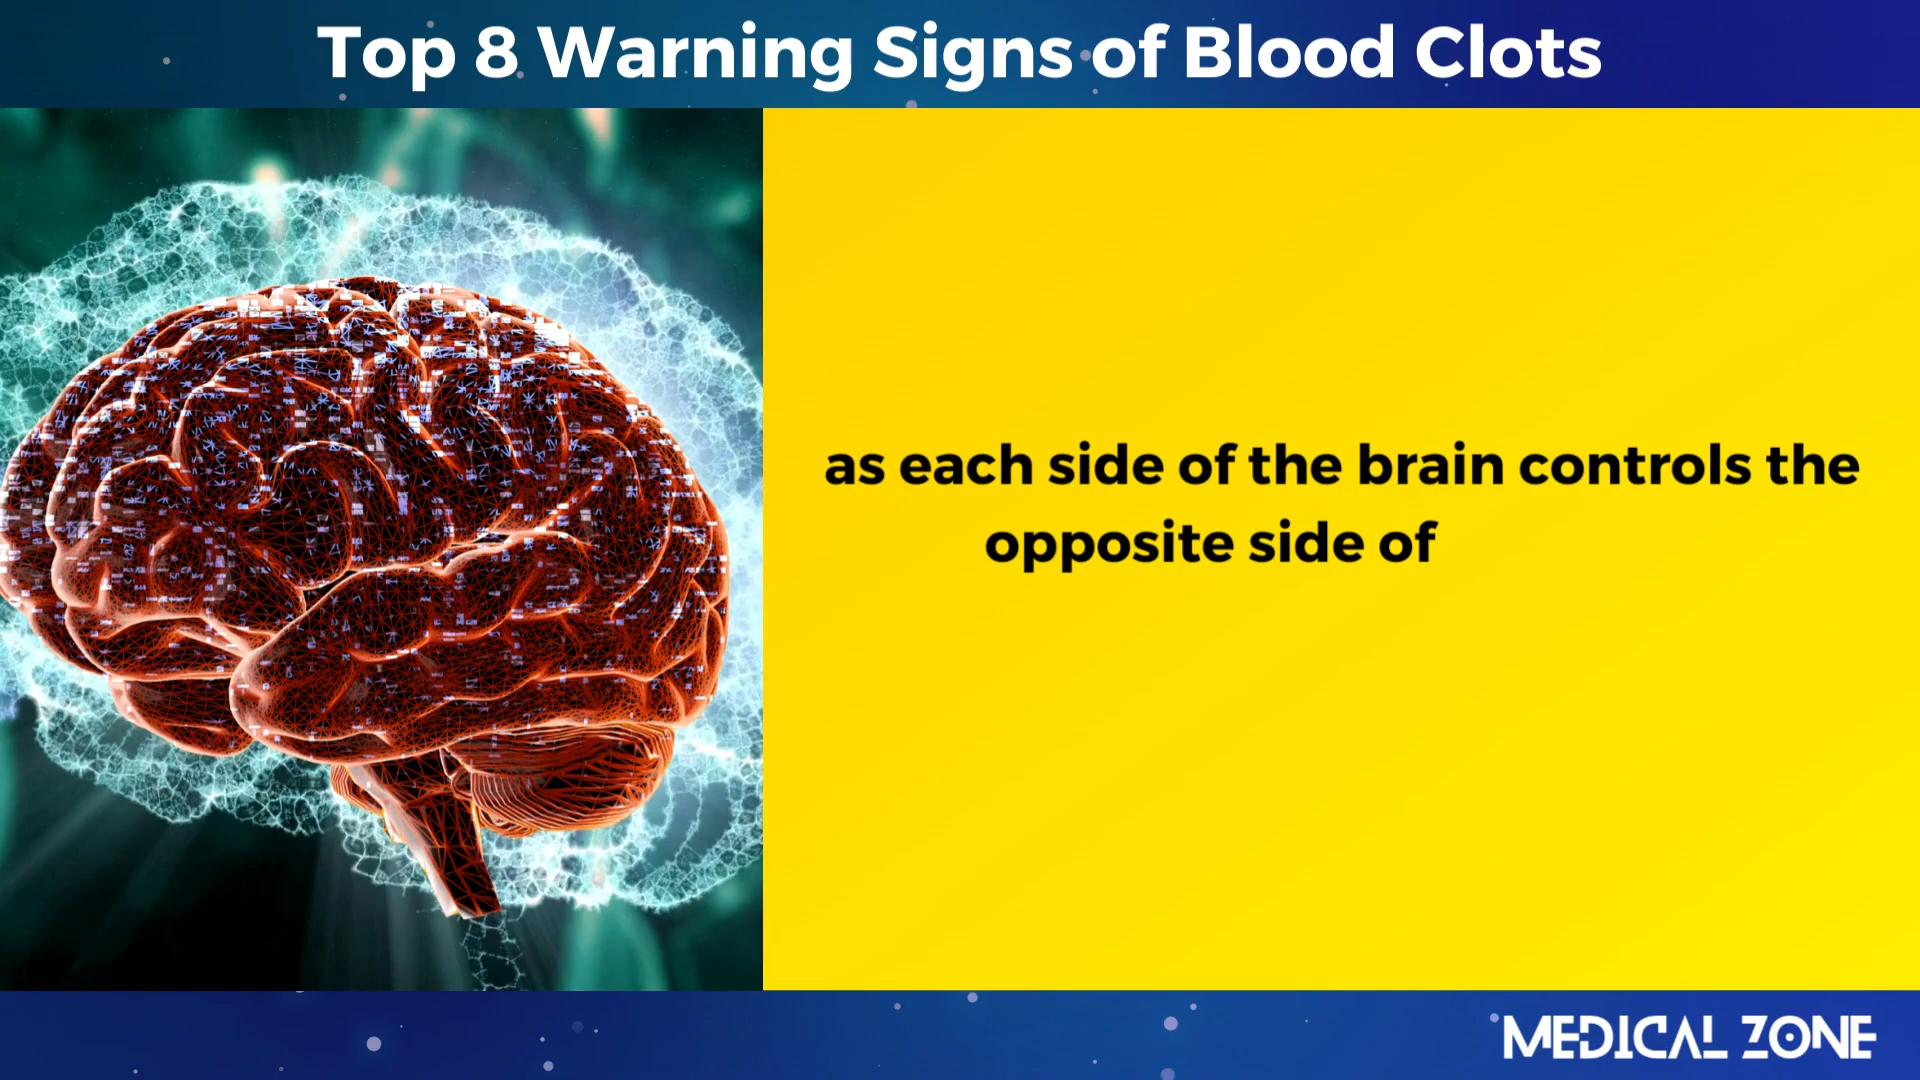 Top 8 Warning Signs of Blood Clots
as each side of the brain controls the
opposite side of
MEDICAL ZONE